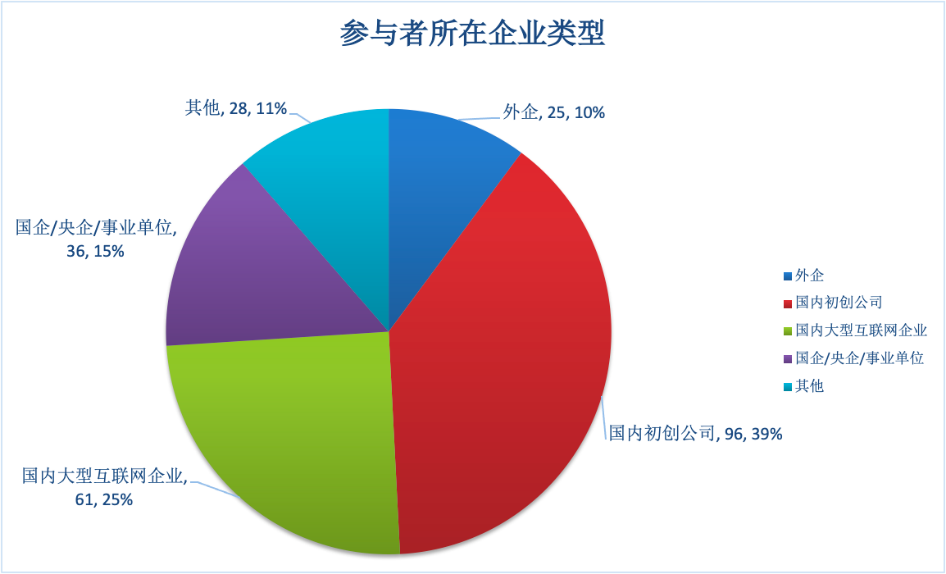 参与者所在企业类型
其他, 28, 11%
外企, 25, 10%
国企/央企/事业单位,
36, 15%
国内初创公司, 96, 39%
国内大型互联网企业,
61, 25%
外企
国内初创公司
国内大型互联网企业
国企/央企/事业单位
其他